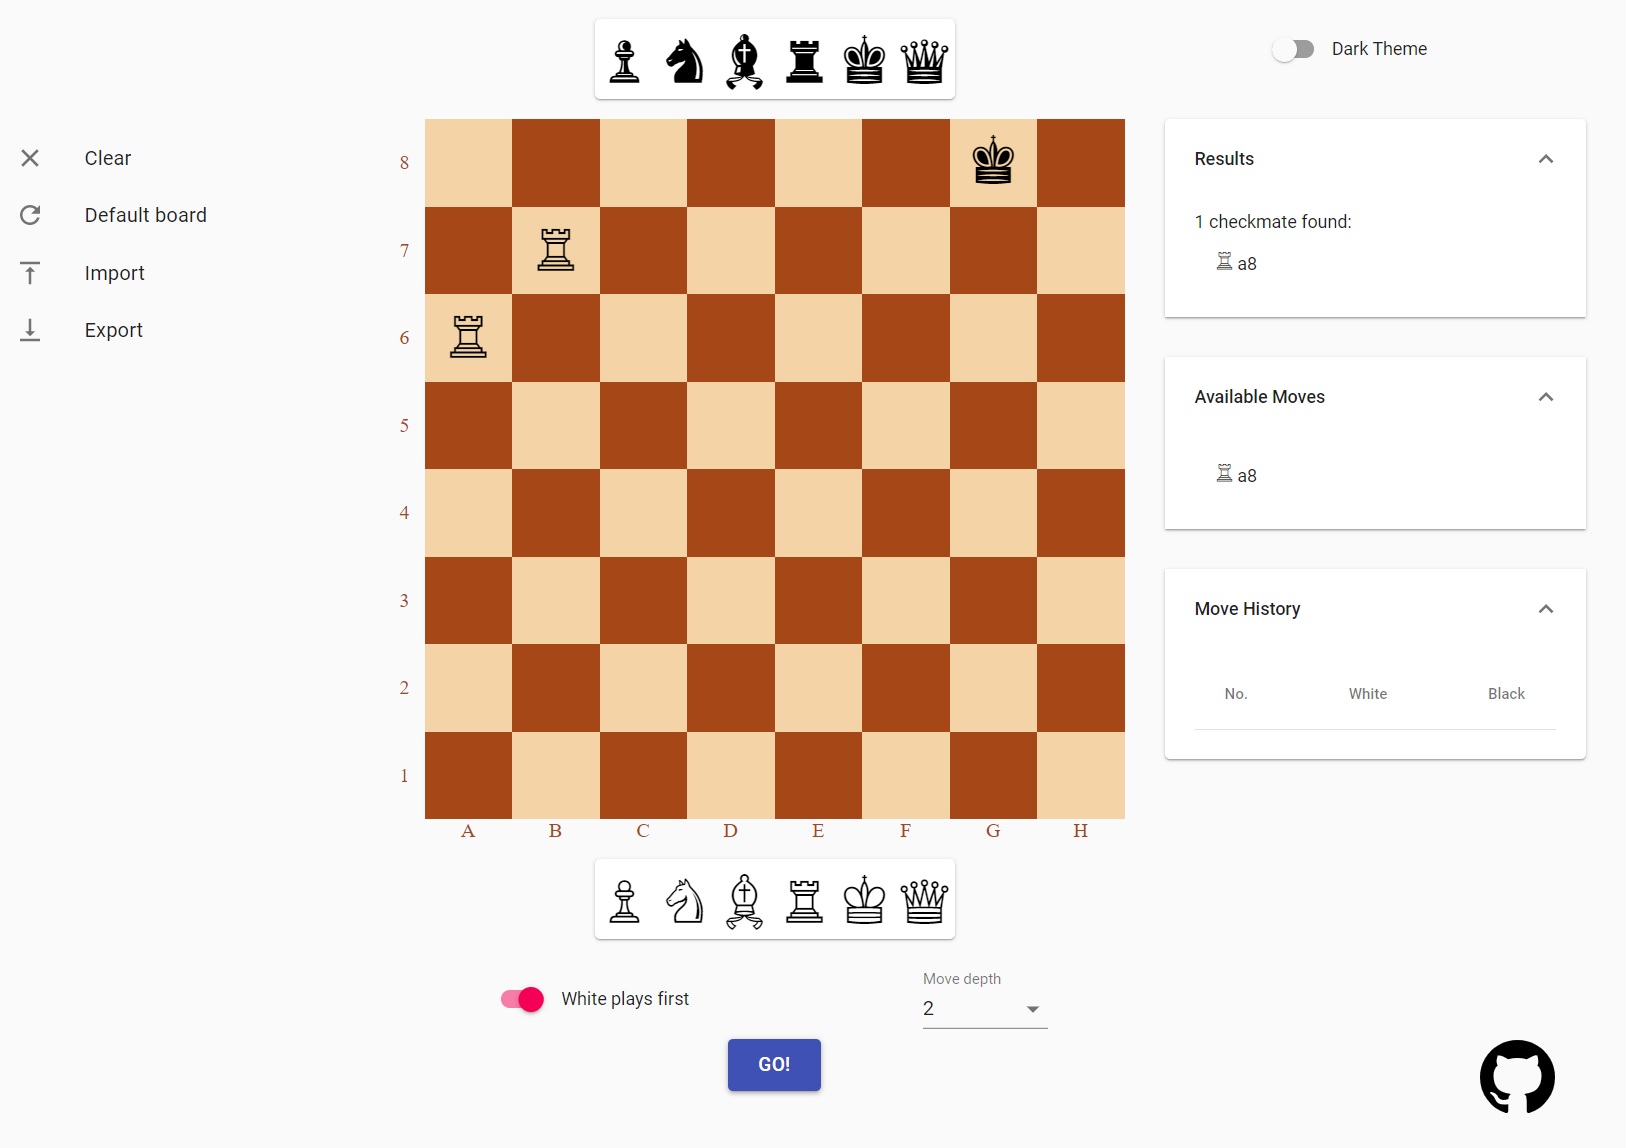 Dark Theme
Clear
Default board
Import
Export
8
7
6
5
4
3
2
1
A B C D E F G H
Results
1 checkmate found:
♖ a8
Available Moves
♖ a8
Move History
No. White Black
White plays first
Move depth
2
GO!